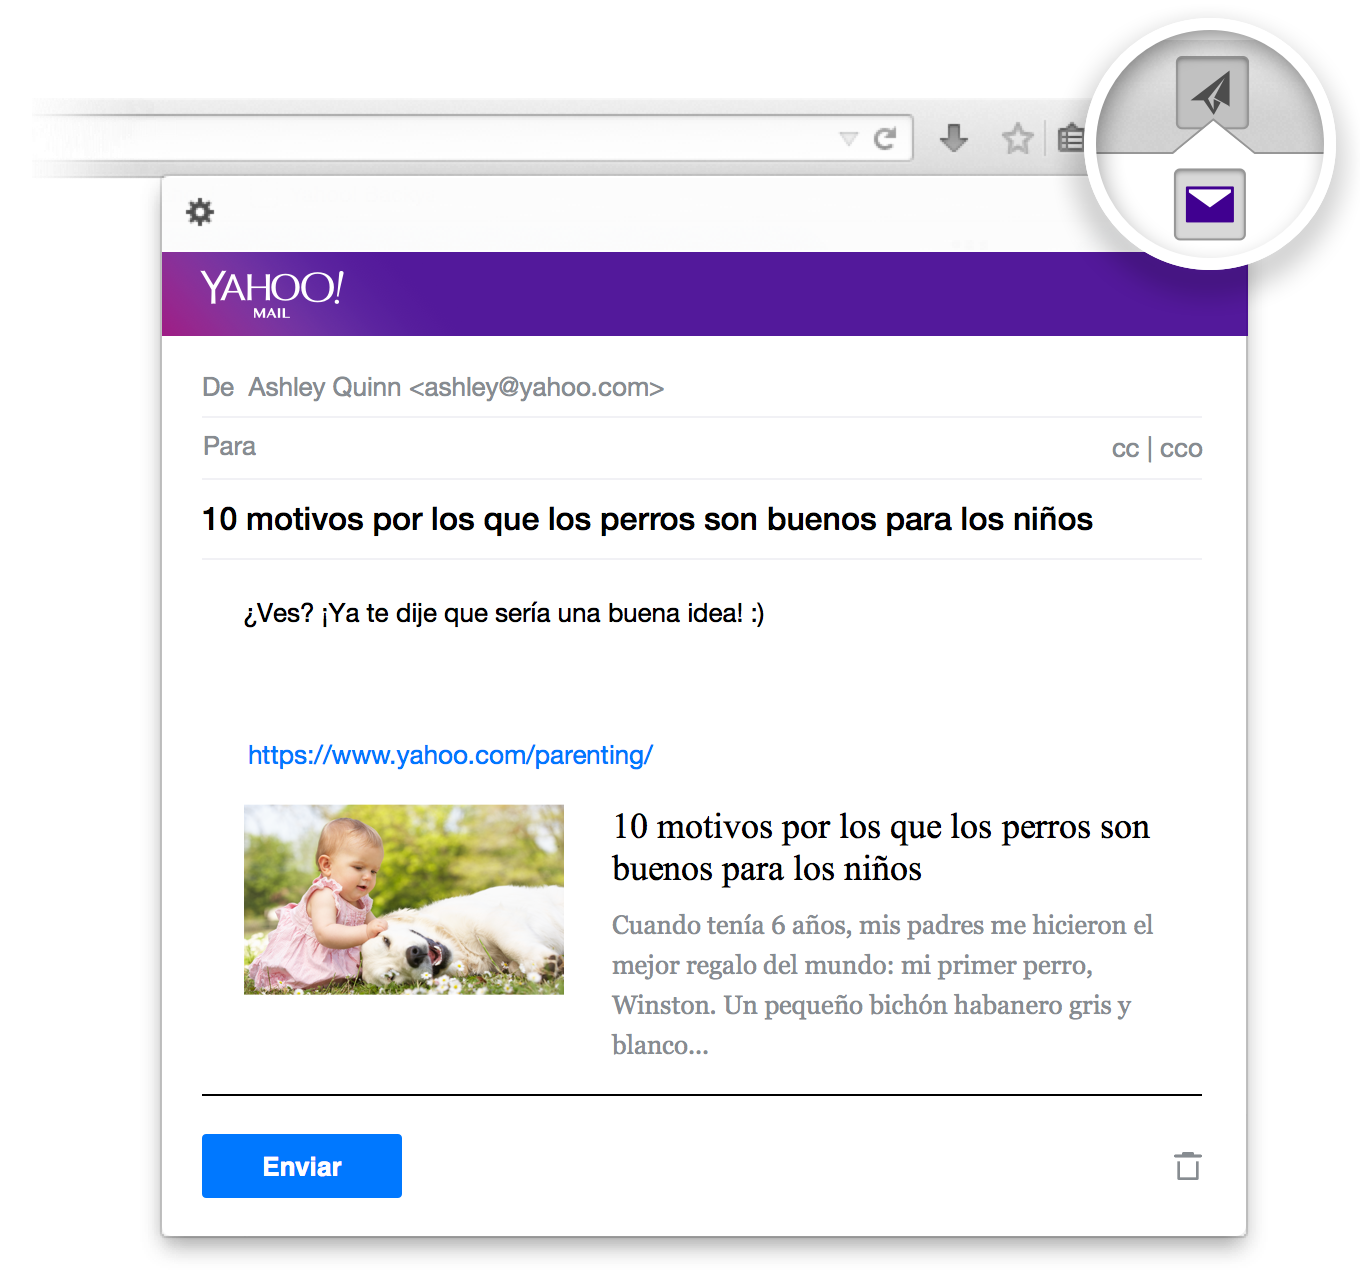 YAHOO!
MAIL
De Ashley Quinn <ashley@yahoo.com>
Para
cc | cco
10 motivos por los que los perros son buenos para los niños
¿Ves? ¡Ya te dije que sería una buena idea! :)
https://www.yahoo.com/parenting/
10 motivos por los que los perros son
buenos para los niños
Cuando tenía 6 años, mis padres me hicieron el
mejor regalo del mundo: mi primer perro,
Winston. Un pequeño bichón habanero gris y
blanco...
Enviar